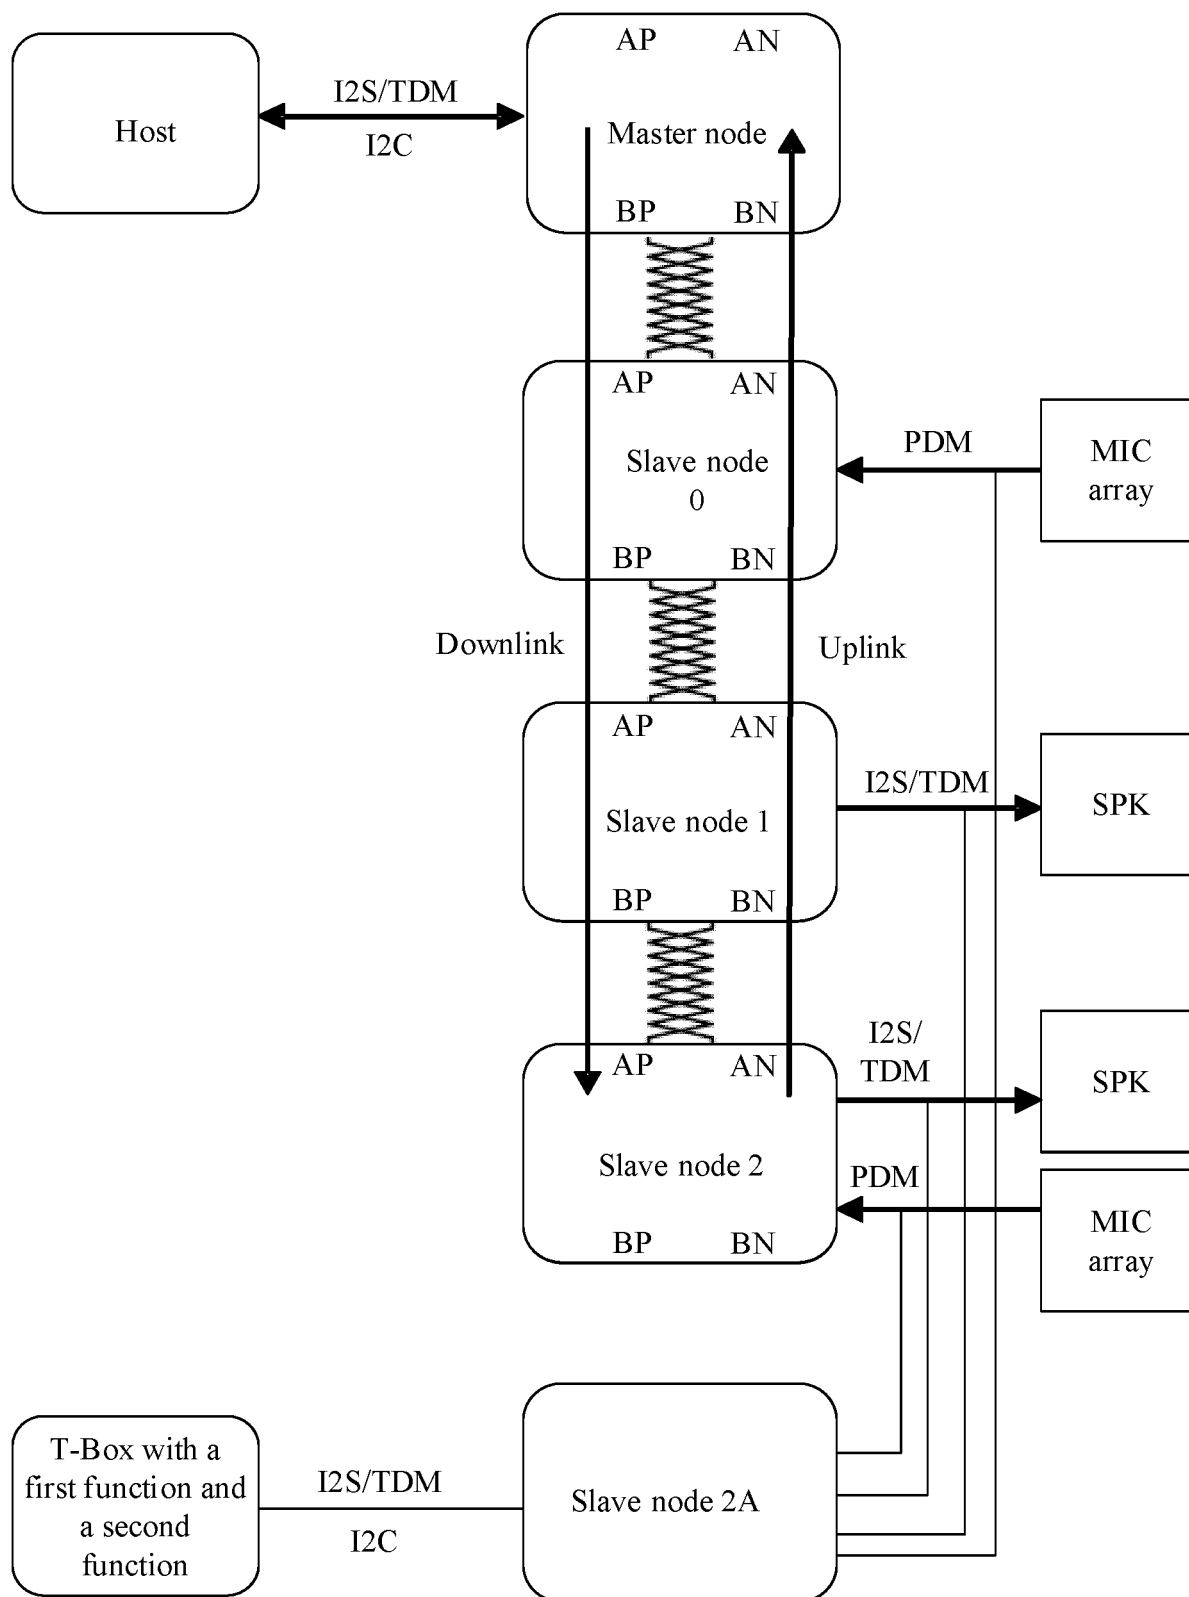 AP AN
I2S/TDM
Host
I2C
Master node
BP BN
AP AN
PDM
MIC
array
Slave node
0
BP BN
Downlink
Uplink
AP AN
I2S/TDM
SPK
Slave node 1
BP BN
I2S/
TDM
AP AN
SPK
Slave node 2
PDM
MIC
array
BP BN
T-Box with a
first function and
a second
function
I2S/TDM
I2C
Slave node 2A